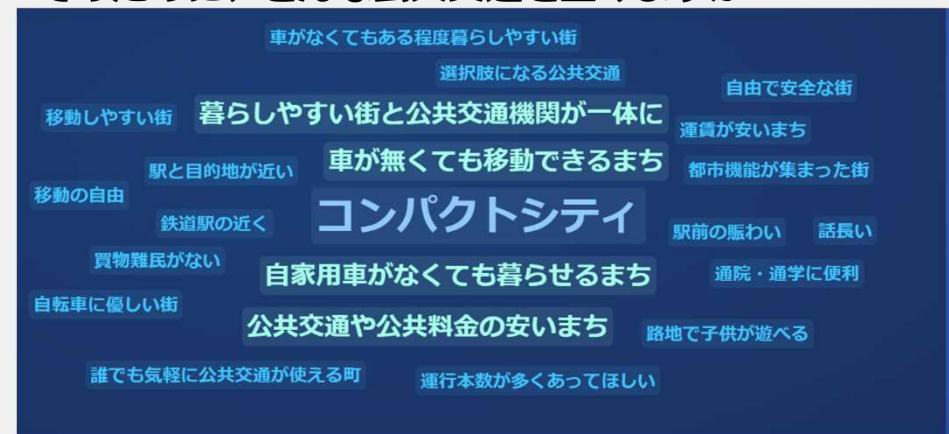 車がなくてもある程度暮らしやすい街
選択肢になる公共交通
自由で安全な街
移動しやすい街
暮らしやすい街と公共交通機関が一体に
運賃が安いまち
駅と目的地が近い
車が無くても移動できるまち
都市機能が集まった街
移動の自由
鉄道駅の近く
コンパクトシティ
駅前の賑わい
話長い
買物難民がない
自家用車がなくても暮らせるまち
通院・通学に便利
自転車に優しい街
公共交通や公共料金の安いまち
路地で子供が遊べる
誰でも気軽に公共交通が使える町
運行本数が多くあってほしい